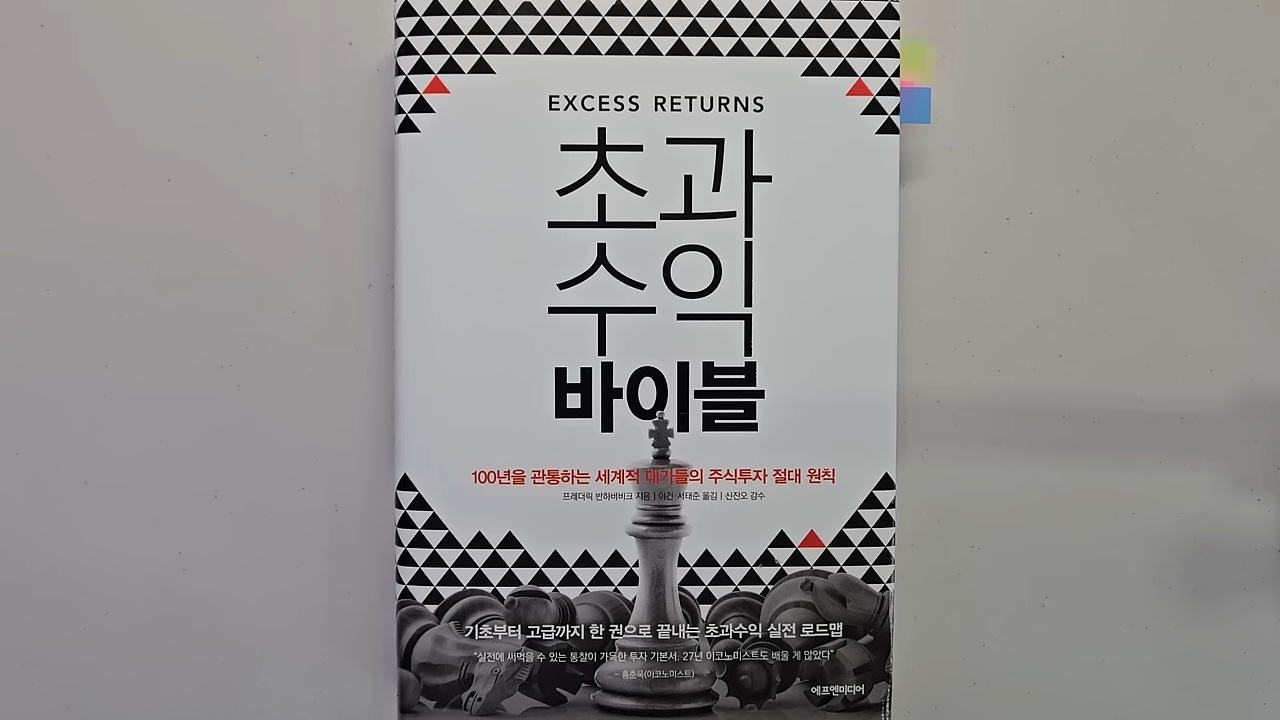 EXCESS RETURNS
초과
수익
바이블
100년을 관통하는 세계적 대가들의 주식투자 절대 원칙
프레더릭 반하버비크 지음 | 이건·서태준 옮김 | 신진오 감수
기초부터 고급까지 한 권으로 끝내는 초과수익 실전 로드맵
“실전에 써먹을 수 있는 통찰이 가득한 투자 기본서. 27년 이코노미스트도 배울 게 많았다”
- 홍춘욱(이코노미스트)
에프엔미디어